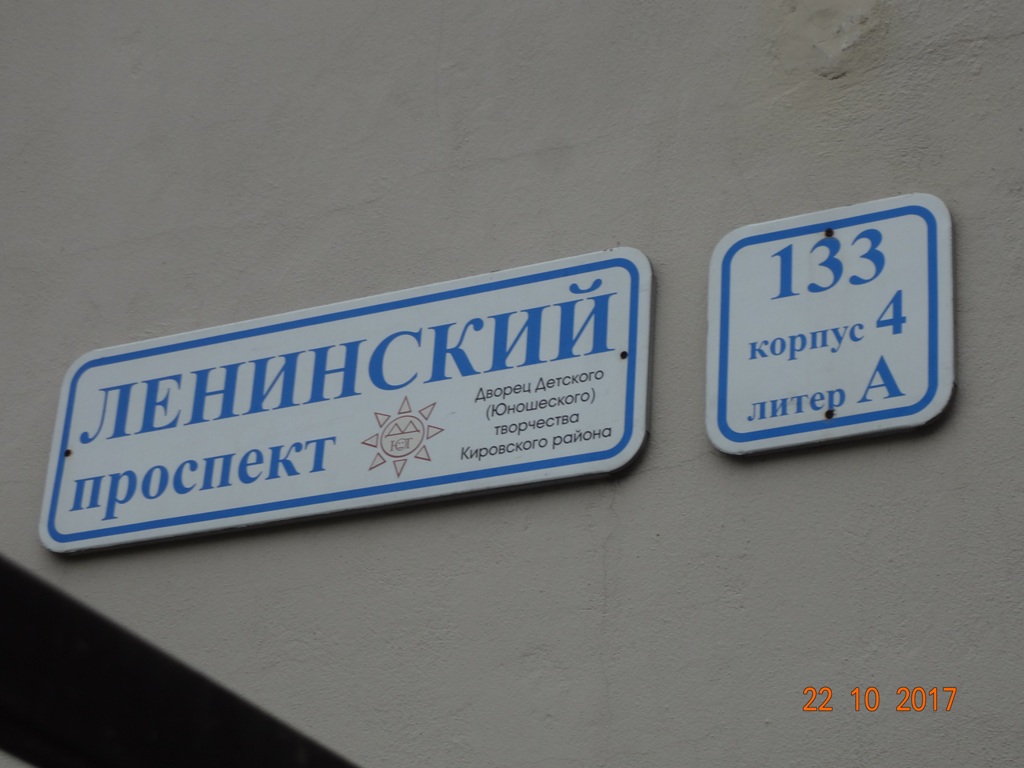 ЛЕНИНСКИЙ
проспект
Дворец Детского
(Юношеского)
творчества
Кировского района
133
корпус 4
литер А
22 10 2017